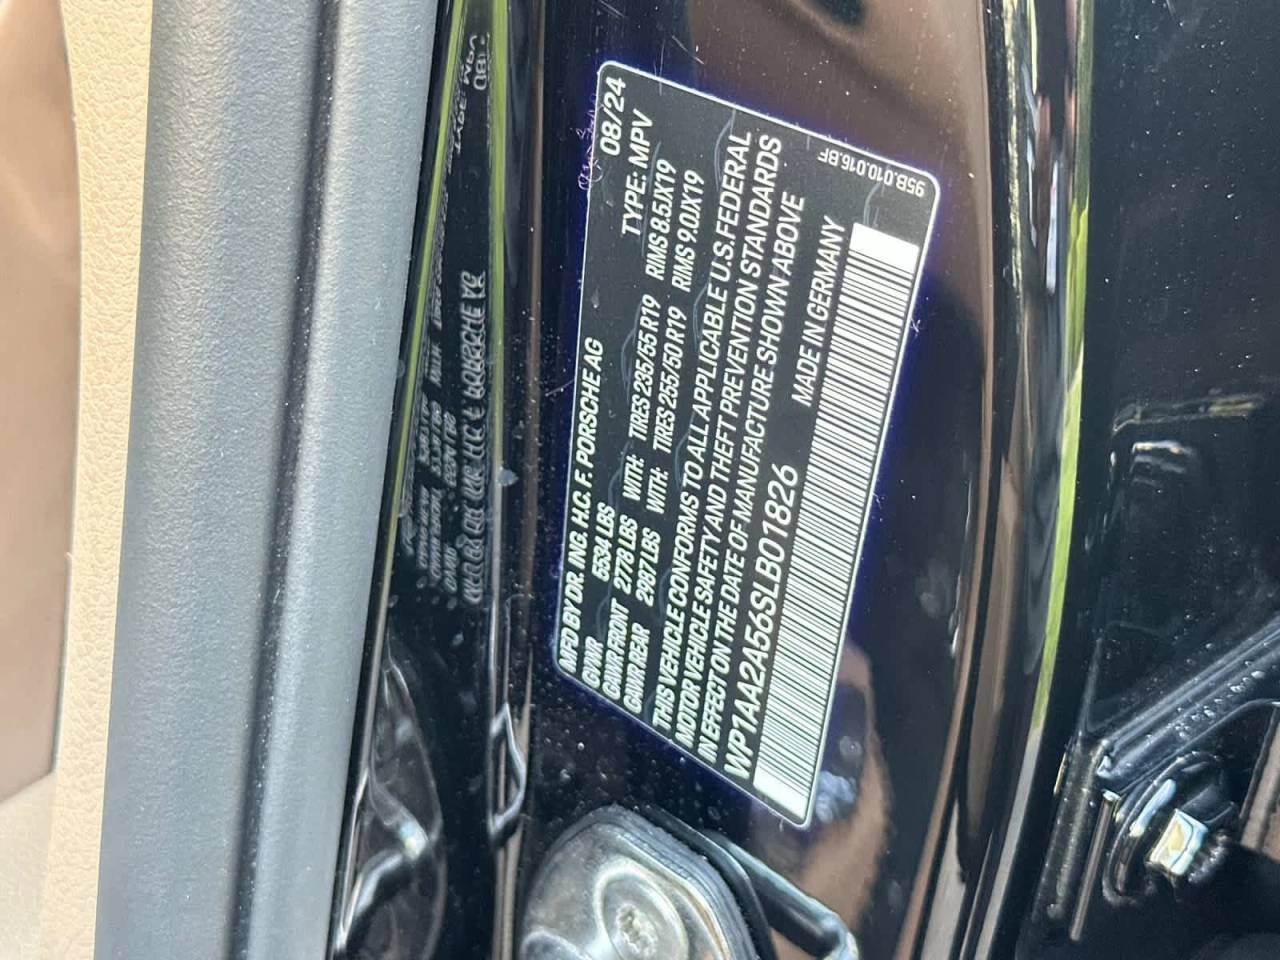 MFD BY DR. ING. H.C. F. PORSCHE AG 08/24
GVWR 5534 LBS TYPE: MPV
GAWR FRONT 2778 LBS WITH: TIRES 235/55 R19 RIMS 8.5JX19
GAWR REAR 2987 LBS WITH: TIRES 255/50 R19 RIMS 9.0JX19
THIS VEHICLE CONFORMS TO ALL APPLICABLE U.S. FEDERAL
MOTOR VEHICLE SAFETY AND THEFT PREVENTION STANDARDS
IN EFFECT ON THE DATE OF MANUFACTURE SHOWN ABOVE
WP1AA2A56SLB01826 MADE IN GERMANY
95B.010.016.BF